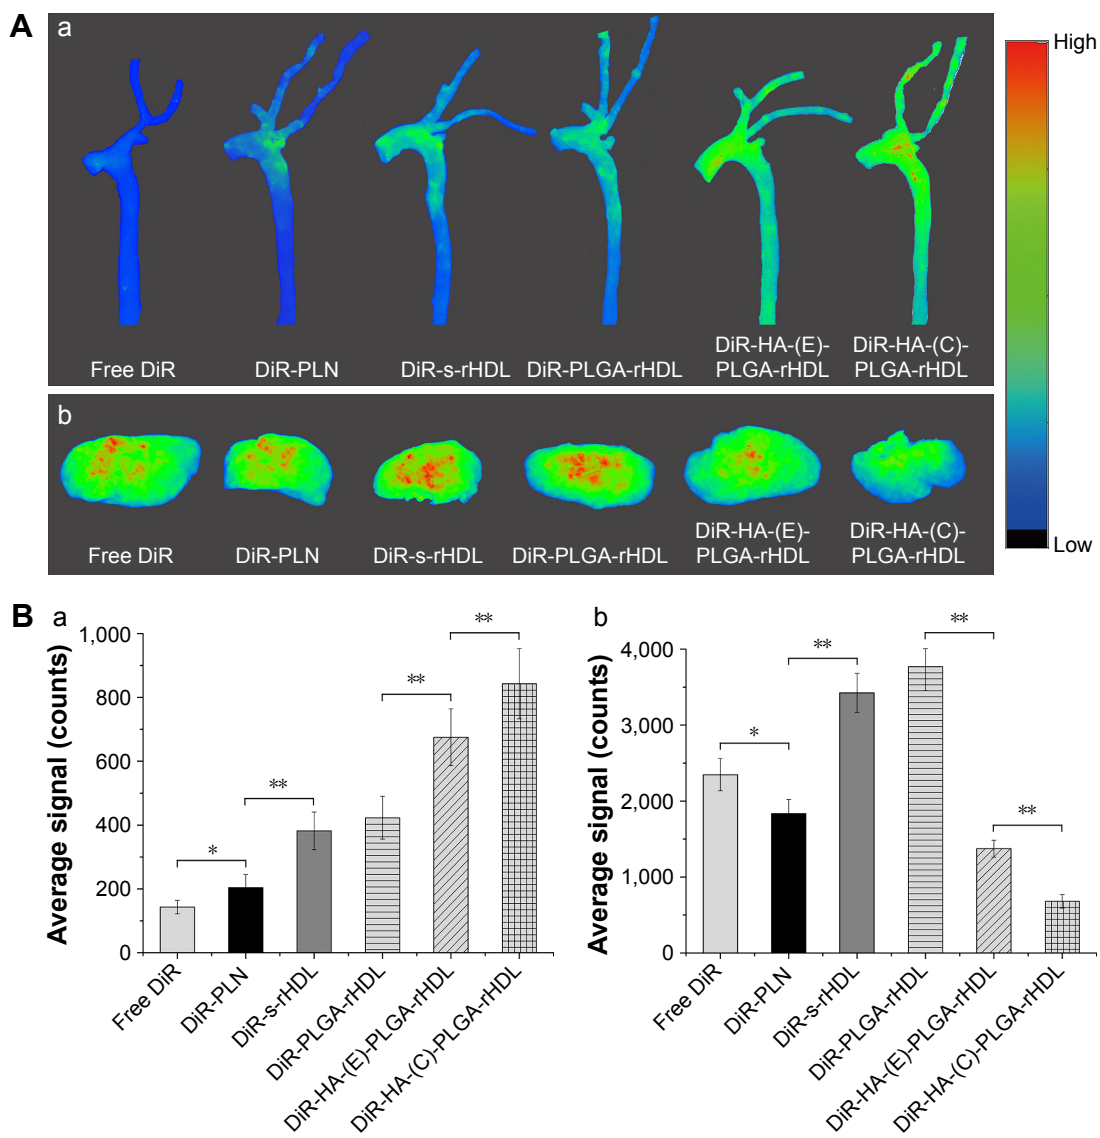 A
a
High
Free DiR
DiR-PLN
DiR-s-rHDL
DiR-PLGA-rHDL
DiR-HA-(E)-
PLGA-rHDL
DiR-HA-(C)-
PLGA-rHDL
b
Free DiR
DiR-PLN
DiR-s-rHDL
DiR-PLGA-rHDL
DiR-HA-(E)-
PLGA-rHDL
DiR-HA-(C)-
PLGA-rHDL
Low
B
a
Average signal (counts)
1,000
800
600
400
200
0
*
**
**
**
Free DiR
DiR-PLN
DiR-s-rHDL
DiR-PLGA-rHDL
DiR-HA-(E)-PLGA-rHDL
DiR-HA-(C)-PLGA-rHDL
b
Average signal (counts)
4,000
3,000
2,000
1,000
0
*
**
**
**
Free DiR
DiR-PLN
DiR-s-rHDL
DiR-PLGA-rHDL
DiR-HA-(E)-PLGA-rHDL
DiR-HA-(C)-PLGA-rHDL